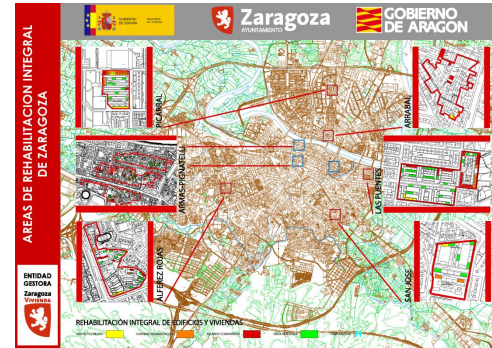 GOBIERNO
DE ESPAÑA
MINISTERIO
Zaragoza
AYUNTAMIENTO
GOBIERNO
DE ARAGON
AREAS DE REHABILITACION INTEGRAL
DE ZARAGOZA
PICARRAL
ARRABAL
ARMAS-PIGNATELLI
LAS FUENTES
ALFEREZ ROJAS
SAN JOSE
ENTIDAD
GESTORA
Zaragoza
VIVIENDA
REHABILITACIÓN INTEGRAL DE EDIFICIOS Y VIVIENDAS